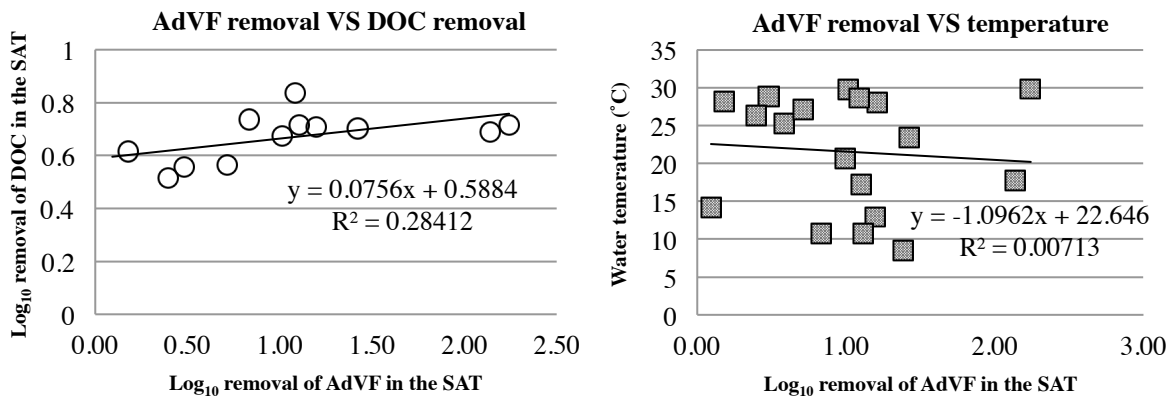 AdVF removal VS DOC removal
Log10 removal of DOC in the SAT
1
0.8
0.6
0.4
0.2
0
y = 0.0756x + 0.5884
R² = 0.28412
0.00 0.50 1.00 1.50 2.00 2.50
Log10 removal of AdVF in the SAT
AdVF removal VS temperature
Water temerature (˚C)
35
30
25
20
15
10
5
0
y = -1.0962x + 22.646
R² = 0.00713
0.00 1.00 2.00 3.00
Log10 removal of AdVF in the SAT